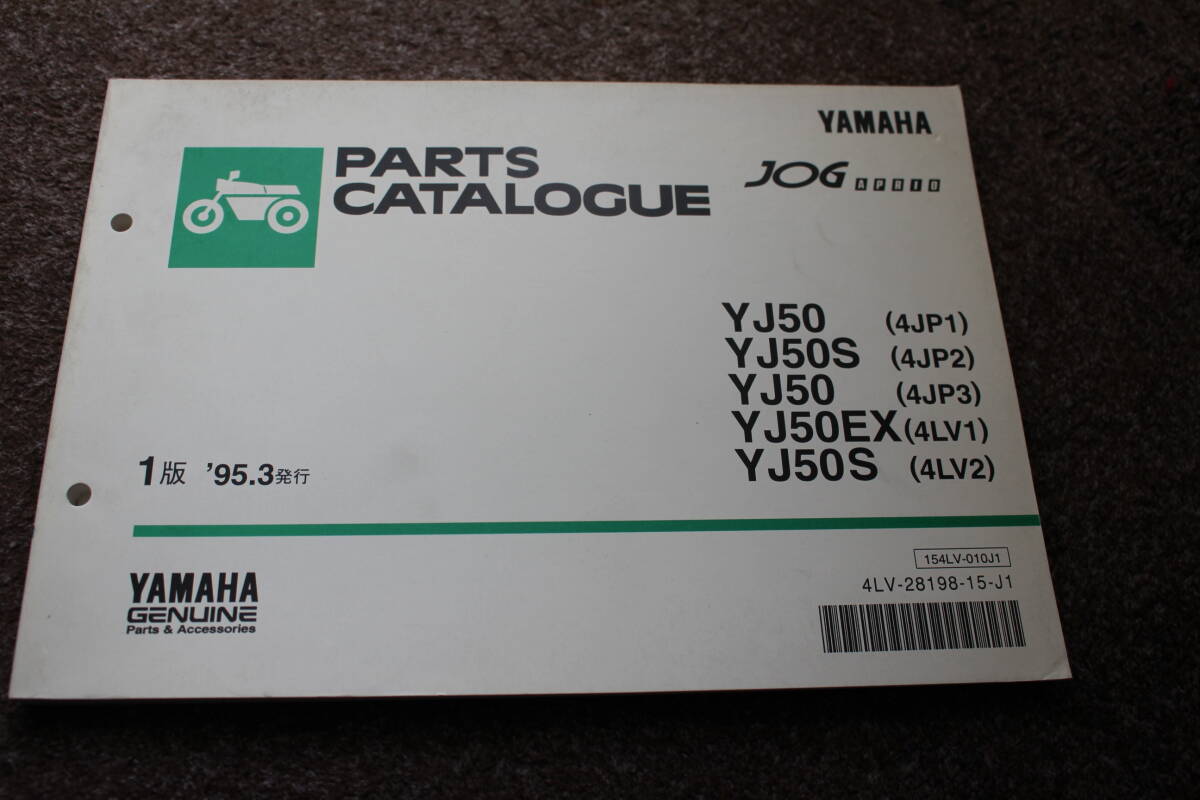 YAMAHA
PARTS
CATALOGUE
JOG APRIO
YJ50 (4JP1)
YJ50S (4JP2)
YJ50 (4JP3)
YJ50EX(4LV1)
YJ50S (4LV2)
1版 ’95.3発行
154LV-010J1
4LV-28198-15-J1
YAMAHA
GENUINE
Parts & Accessories